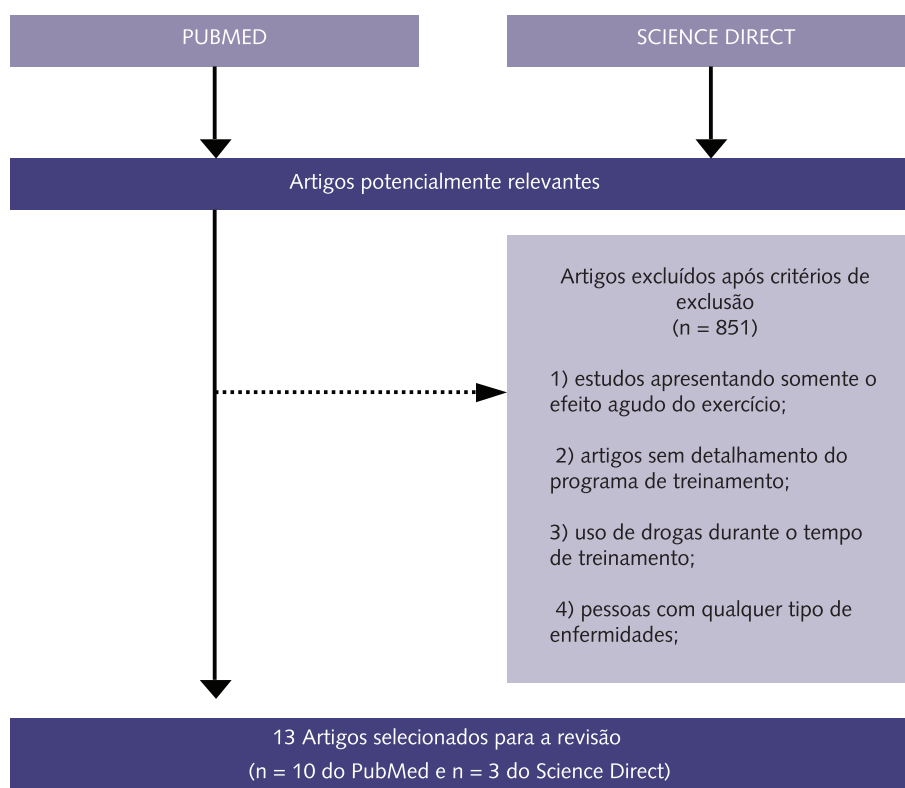 PUBMED
SCIENCE DIRECT
Artigos potencialmente relevantes
Artigos excluídos após critérios de
exclusão
(n = 851)
1) estudos apresentando somente o
efeito agudo do exercício;
2) artigos sem detalhamento do
programa de treinamento;
3) uso de drogas durante o tempo
de treinamento;
4) pessoas com qualquer tipo de
enfermidades;
13 Artigos selecionados para a revisão
(n = 10 do PubMed e n = 3 do Science Direct)